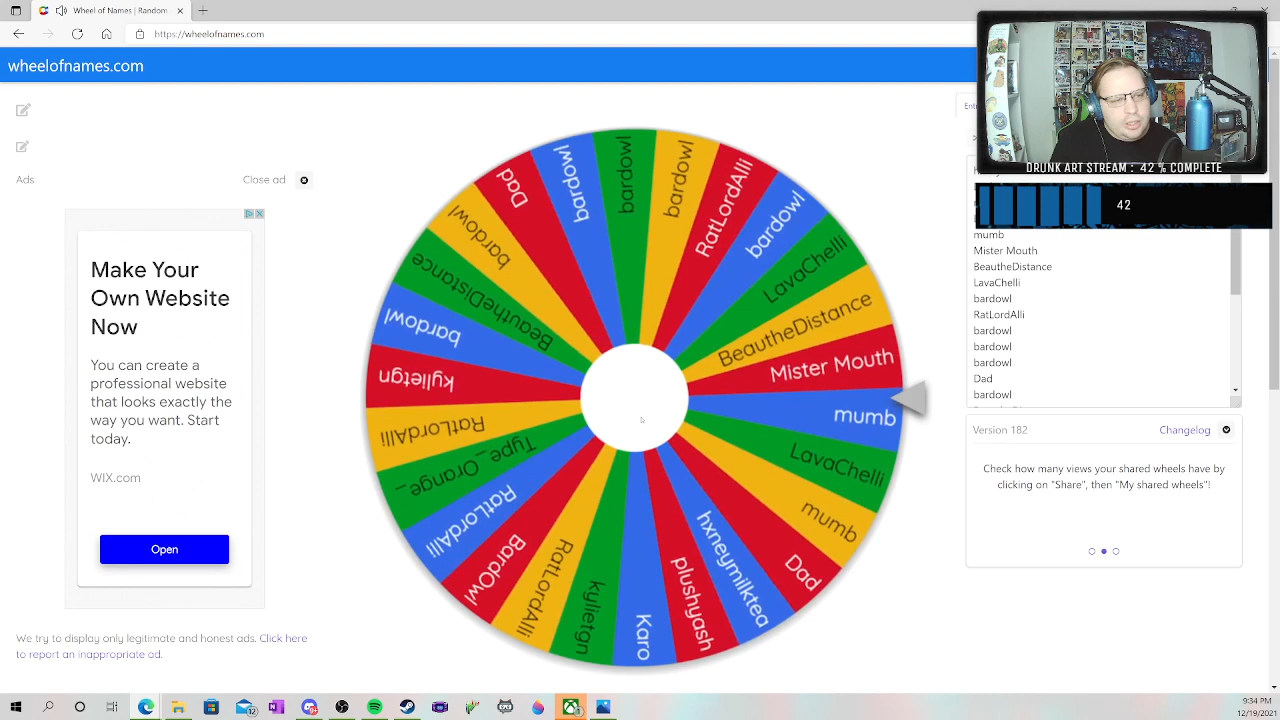 Wheel of Names | Random
https://wheelofnames.com
wheelofnames.com
DRUNK ART STREAM : 42 % COMPLETE
42
Ads
Close ad
Make Your
Own Website
Now
You can create a
professional website
that looks exactly the
way you want. Start
today.
WIX.com
Open
We try to display only legitimate and honest ads. Click here
to report an inappropriate ad.
bardowl
bardowl
RatLordAlli
bardowl
LavaChelli
BeautheDistance
Mister Mouth
mumb
LavaChelli
mumb
Dad
hxneymilktea
plushyash
Karo
kylietgn
RatLordAlli
BardOwl
RatLordAlli
Type_Orange_
RatLordAlli
kylietgn
bardowl
BeautheDistance
bardowl
Dad
bardowl
mumb
Mister Mouth
BeautheDistance
LavaChelli
bardowl
RatLordAlli
bardowl
bardowl
bardowl
Dad
bardowl
Version 182
Changelog
Check how many views your shared wheels have by
clicking on "Share", then "My shared wheels"!
9:34 PM
12/19/2021